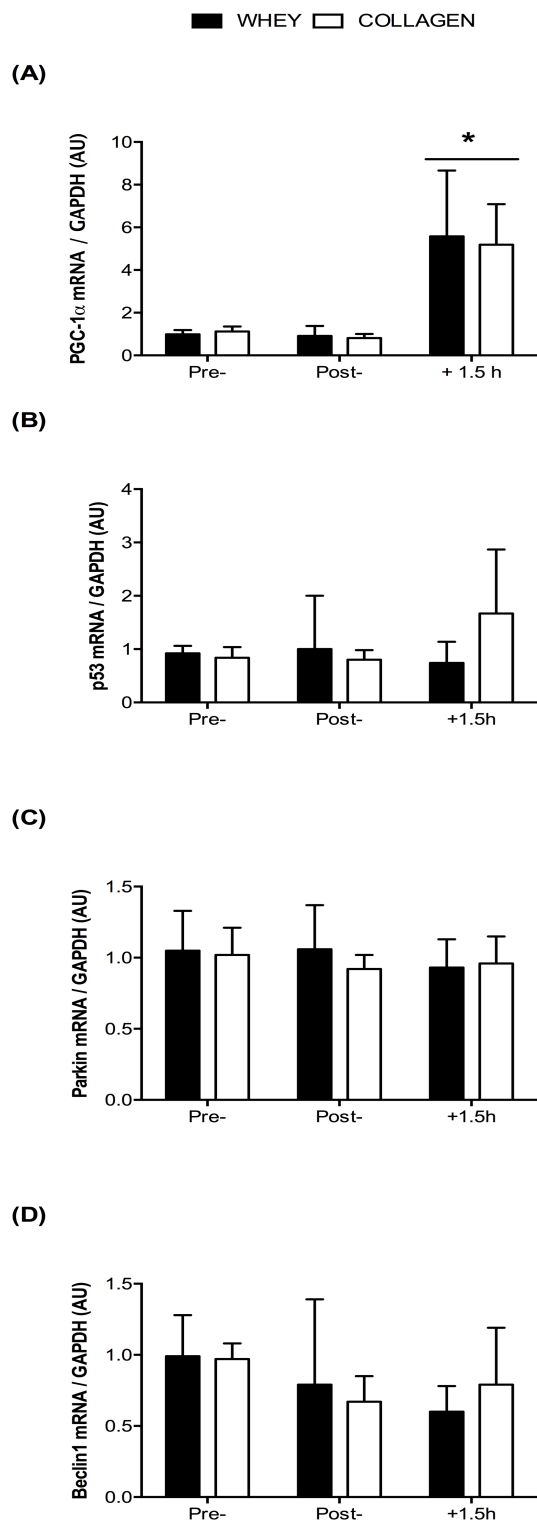 WHEY COLLAGEN
(A)
PGC-1α mRNA / GAPDH (AU)
10
8
6
4
2
0
*
Pre- Post- + 1.5 h
(B)
p53 mRNA / GAPDH (AU)
4
3
2
1
0
Pre- Post- +1.5h
(C)
Parkin mRNA / GAPDH (AU)
1.5
1.0
0.5
0.0
Pre- Post- +1.5h
(D)
Beclin1 mRNA / GAPDH (AU)
1.5
1.0
0.5
0.0
Pre- Post- +1.5h